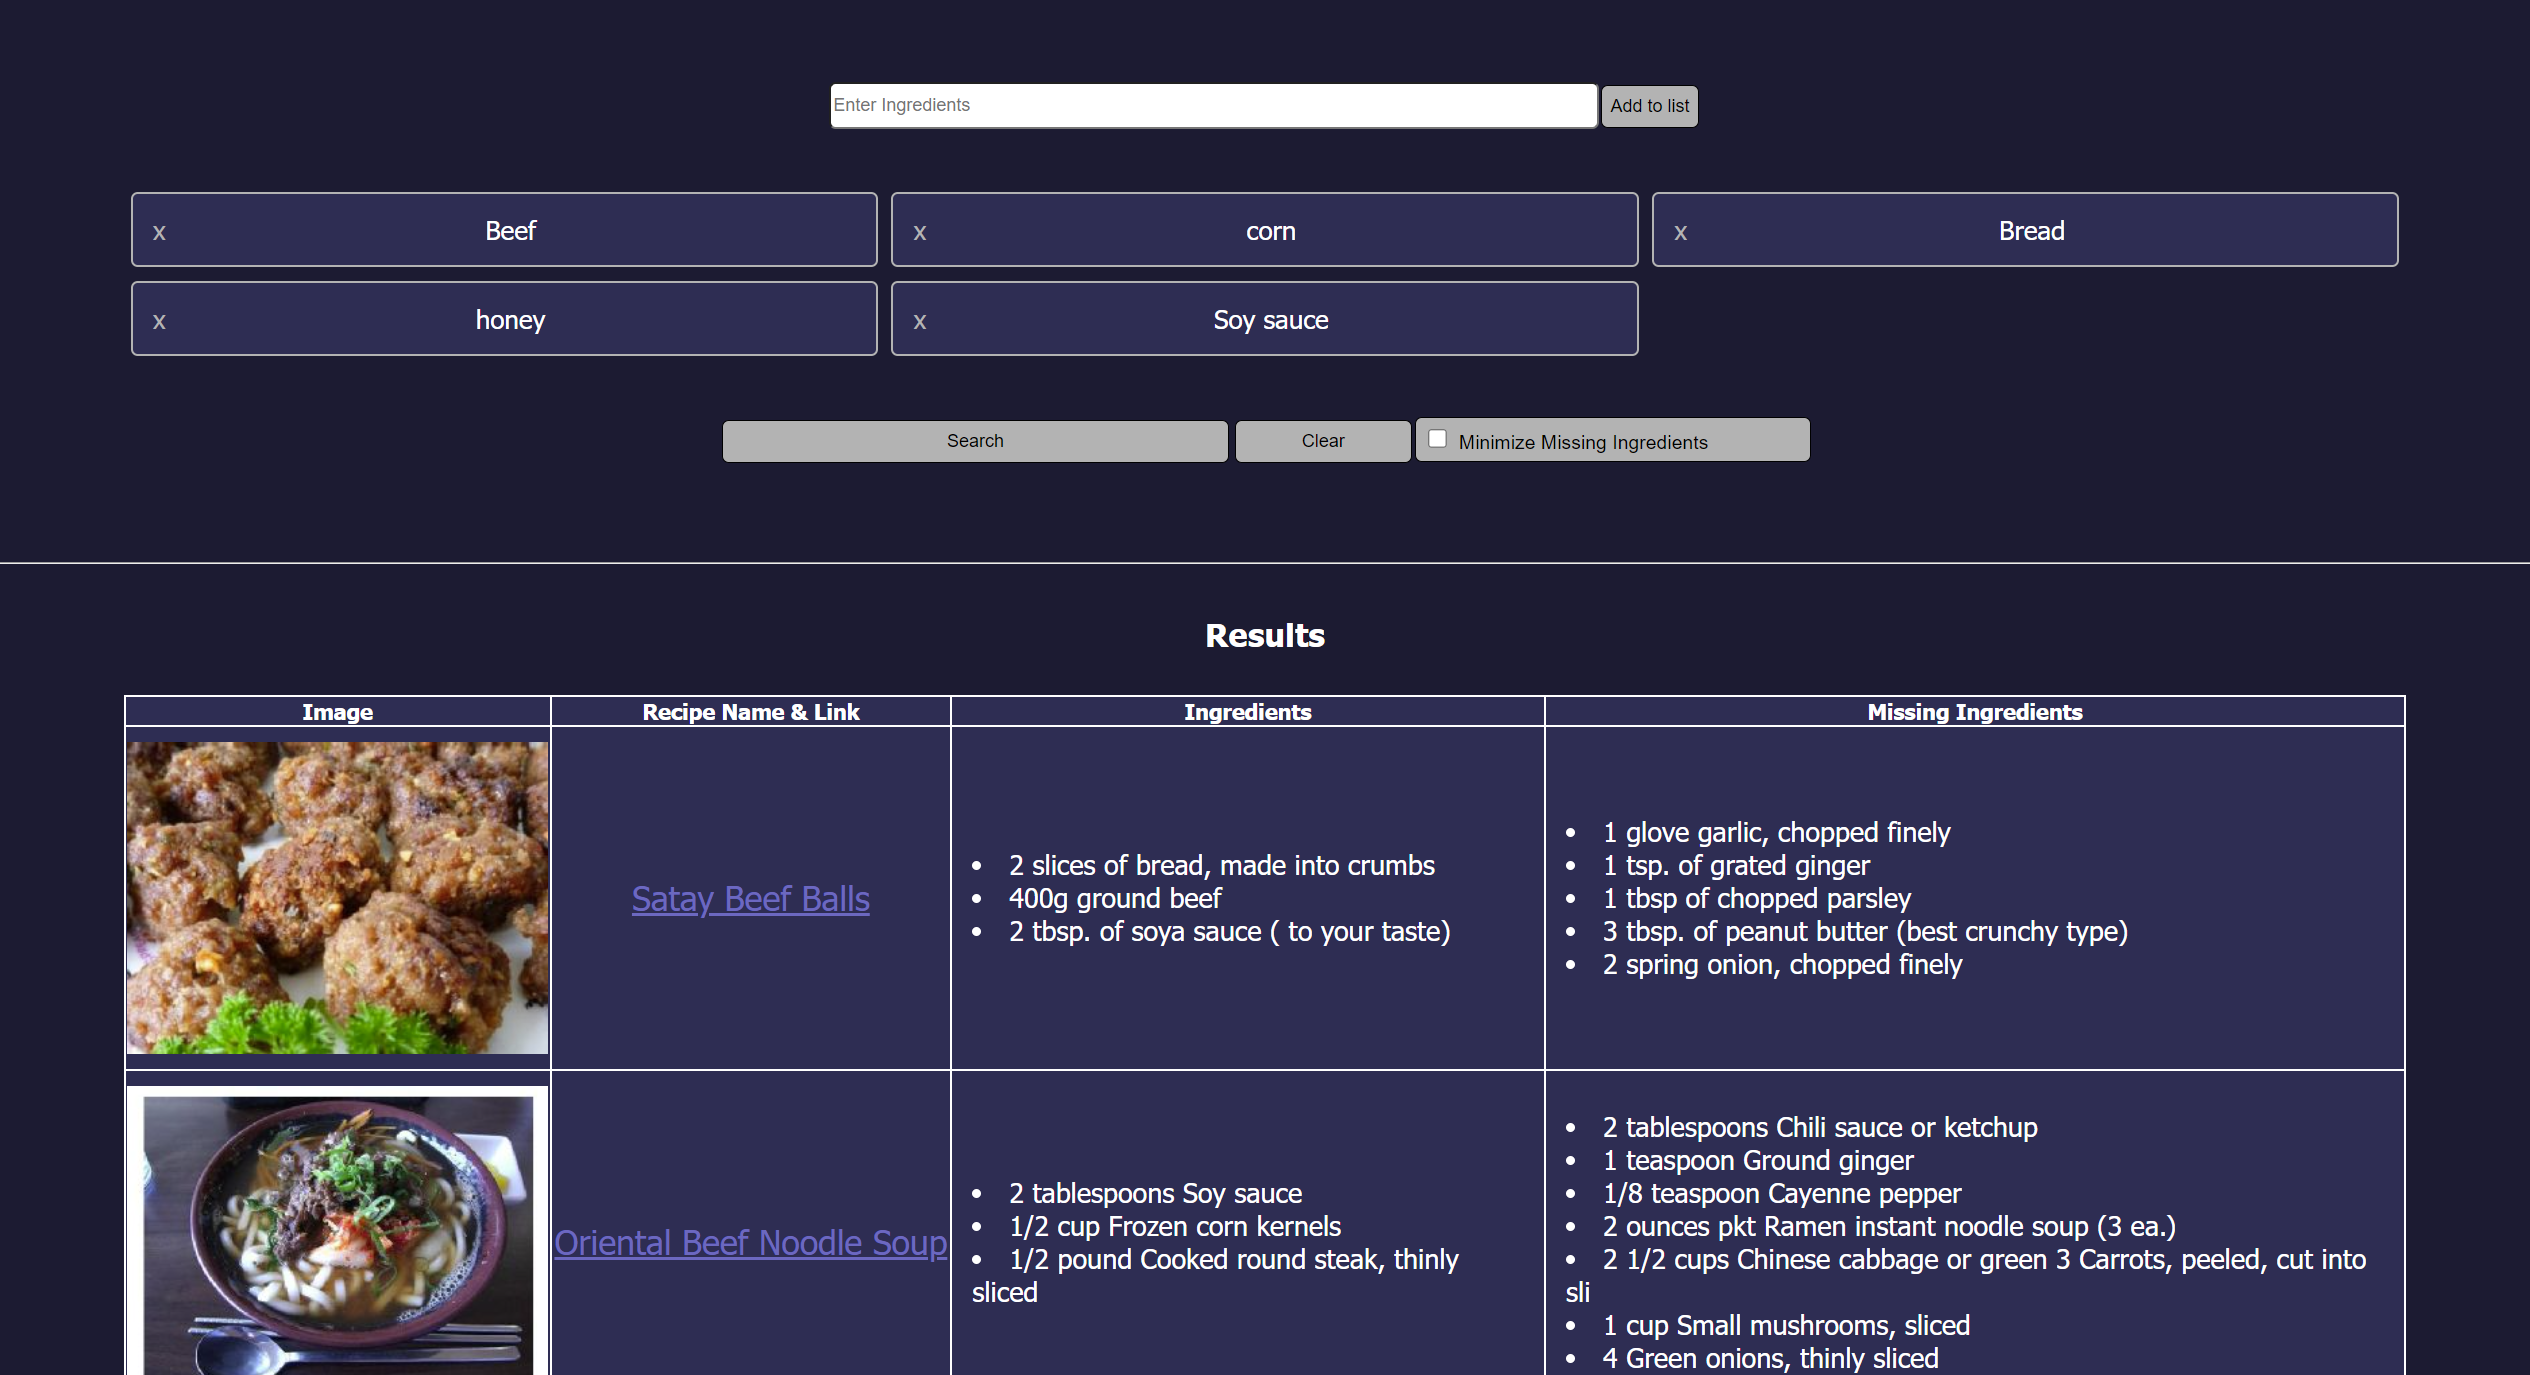 Enter Ingredients Add to list
x Beef x corn x Bread
x honey x Soy sauce
Search Clear Minimize Missing Ingredients
Results
Image Recipe Name & Link Ingredients Missing Ingredients
Satay Beef Balls
• 2 slices of bread, made into crumbs
• 400g ground beef
• 2 tbsp. of soya sauce ( to your taste)
• 1 glove garlic, chopped finely
• 1 tsp. of grated ginger
• 1 tbsp of chopped parsley
• 3 tbsp. of peanut butter (best crunchy type)
• 2 spring onion, chopped finely
Oriental Beef Noodle Soup
• 2 tablespoons Soy sauce
• 1/2 cup Frozen corn kernels
• 1/2 pound Cooked round steak, thinly
sliced
• 2 tablespoons Chili sauce or ketchup
• 1 teaspoon Ground ginger
• 1/8 teaspoon Cayenne pepper
• 2 ounces pkt Ramen instant noodle soup (3 ea.)
• 2 1/2 cups Chinese cabbage or green 3 Carrots, peeled, cut into
sli
• 1 cup Small mushrooms, sliced
• 4 Green onions, thinly sliced